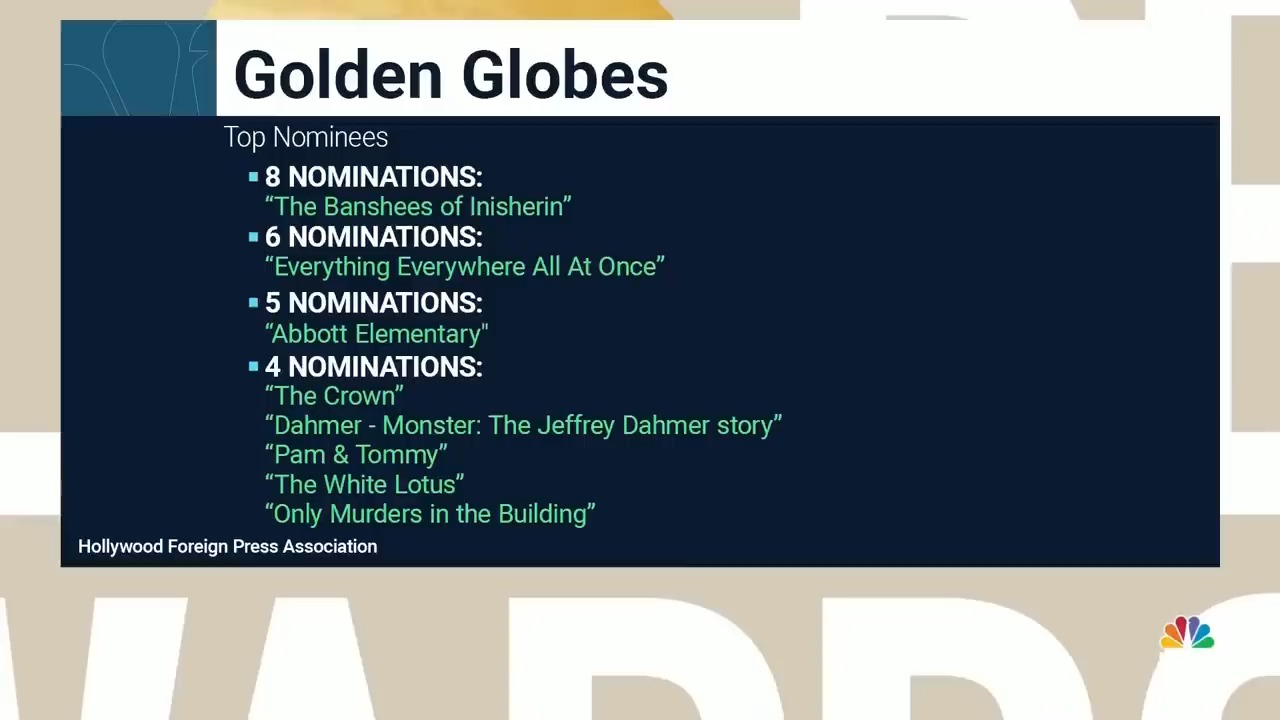 Golden Globes
Top Nominees
8 NOMINATIONS:
“The Banshees of Inisherin”
6 NOMINATIONS:
“Everything Everywhere All At Once”
5 NOMINATIONS:
“Abbott Elementary"
4 NOMINATIONS:
“The Crown”
“Dahmer - Monster: The Jeffrey Dahmer story”
“Pam & Tommy”
“The White Lotus”
“Only Murders in the Building”
Hollywood Foreign Press Association